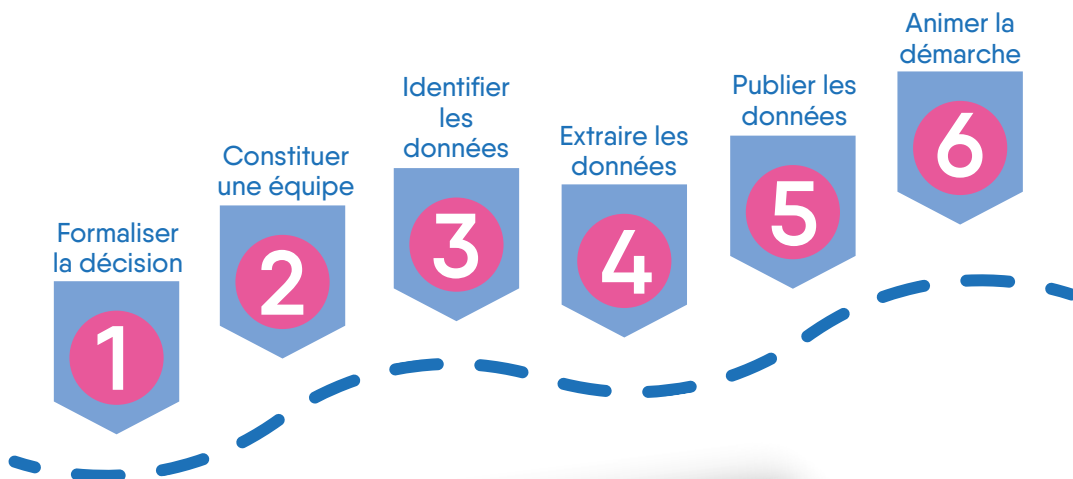 Formaliser
la décision
1
Constituer
une équipe
2
Identifier
les
données
3
Extraire les
données
4
Publier les
données
5
Animer la
démarche
6